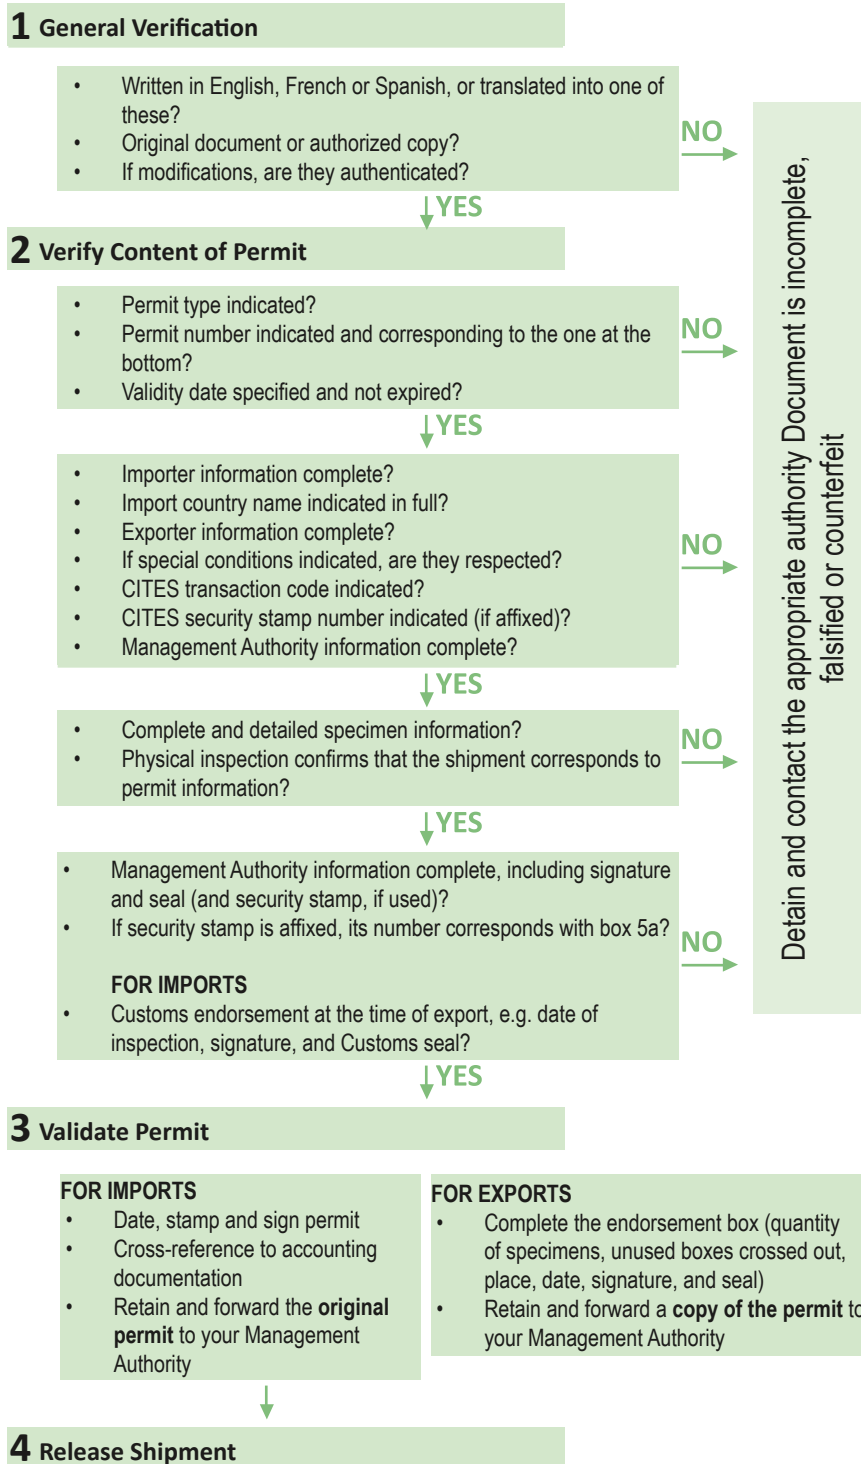 1 General Verification
• Written in English, French or Spanish, or translated into one of
these?
• Original document or authorized copy?
• If modifications, are they authenticated?
NO
YES
2 Verify Content of Permit
• Permit type indicated?
• Permit number indicated and corresponding to the one at the
bottom?
• Validity date specified and not expired?
NO
YES
• Importer information complete?
• Import country name indicated in full?
• Exporter information complete?
• If special conditions indicated, are they respected?
• CITES transaction code indicated?
• CITES security stamp number indicated (if affixed)?
• Management Authority information complete?
NO
YES
• Complete and detailed specimen information?
• Physical inspection confirms that the shipment corresponds to
permit information?
NO
YES
• Management Authority information complete, including signature
and seal (and security stamp, if used)?
• If security stamp is affixed, its number corresponds with box 5a?
FOR IMPORTS
• Customs endorsement at the time of export, e.g. date of
inspection, signature, and Customs seal?
NO
YES
Detain and contact the appropriate authority Document is incomplete,
falsified or counterfeit
3 Validate Permit
FOR IMPORTS
• Date, stamp and sign permit
• Cross-reference to accounting
documentation
• Retain and forward the original
permit to your Management
Authority
FOR EXPORTS
• Complete the endorsement box (quantity
of specimens, unused boxes crossed out,
place, date, signature, and seal)
• Retain and forward a copy of the permit to
your Management Authority
4 Release Shipment